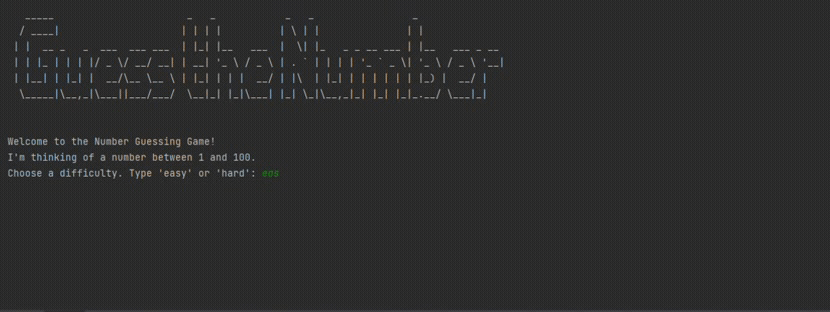 Guess the Number
Welcome to the Number Guessing Game!
I'm thinking of a number between 1 and 100.
Choose a difficulty. Type 'easy' or 'hard': eas